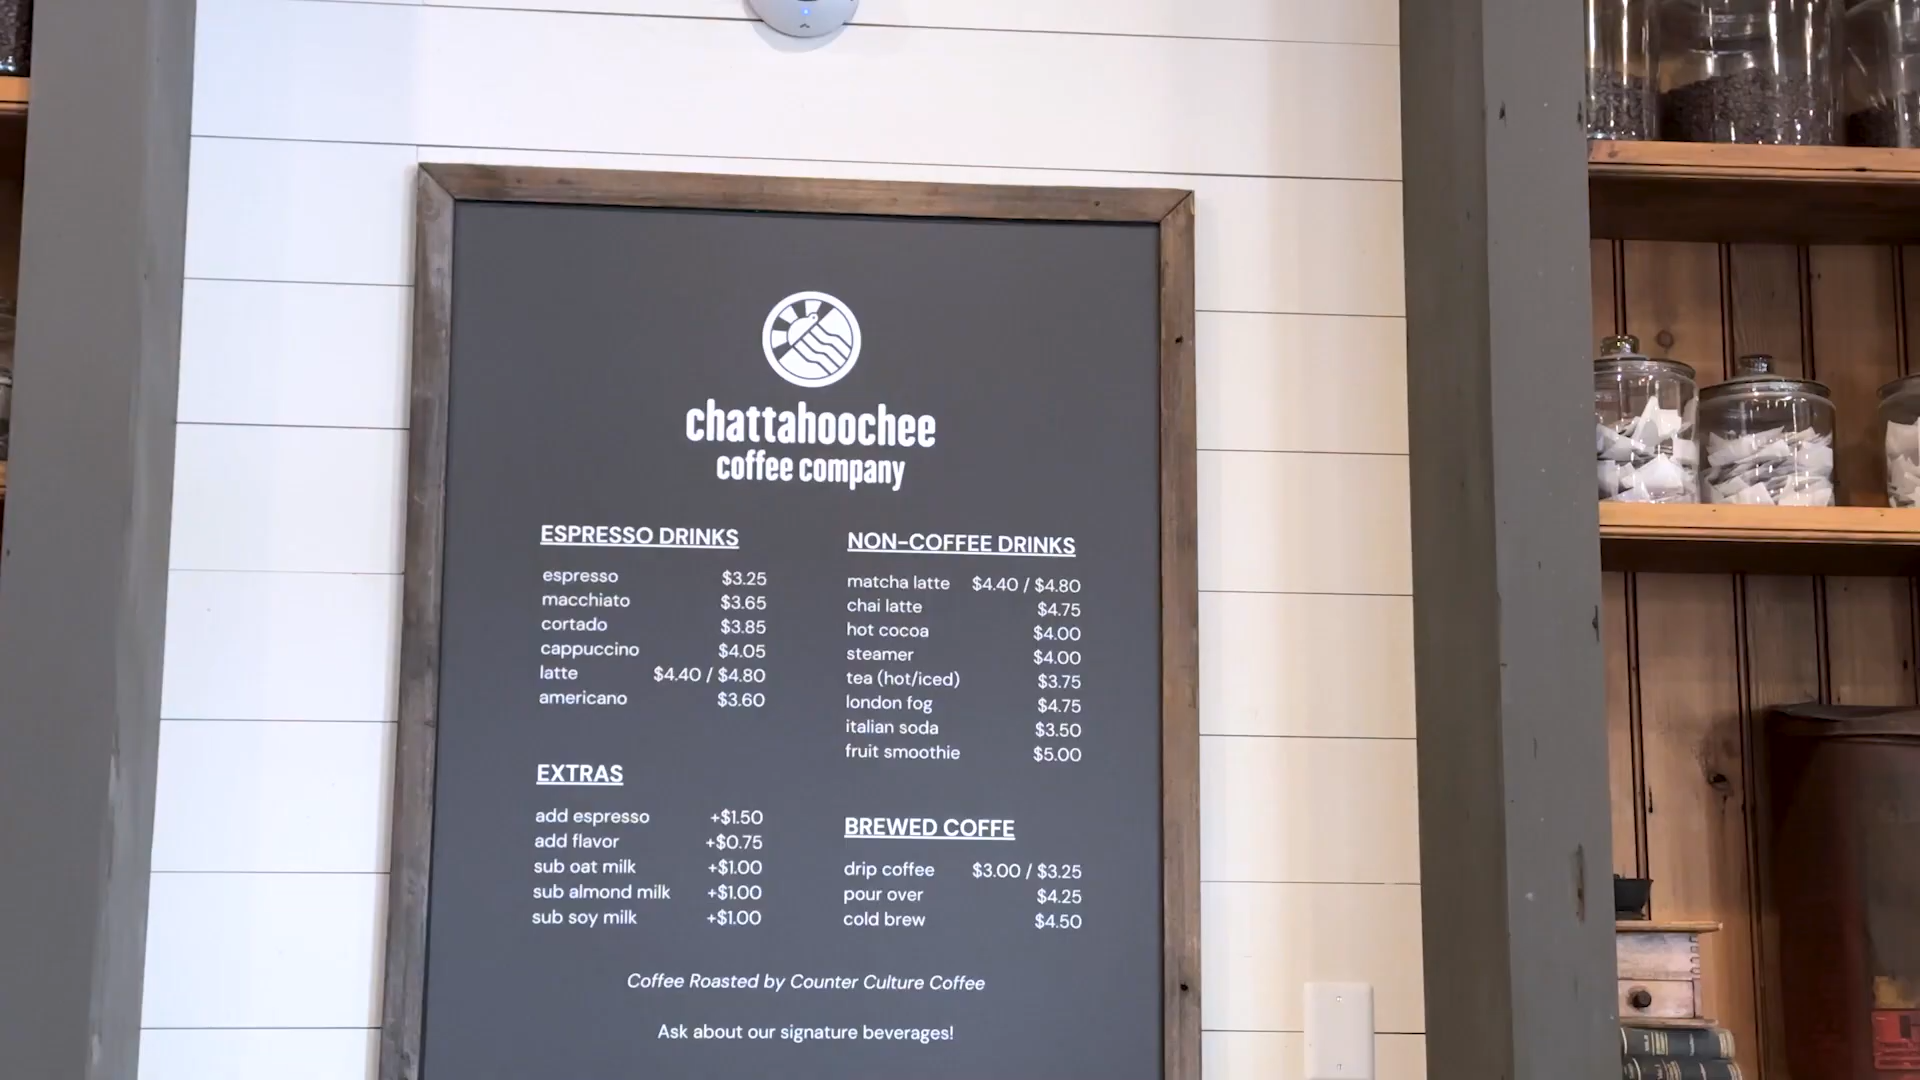 chattahoochee
coffee company
ESPRESSO DRINKS
espresso $3.25
macchiato $3.65
cortado $3.85
cappuccino $4.05
latte $4.40 / $4.80
americano $3.60
EXTRAS
add espresso +$1.50
add flavor +$0.75
sub oat milk +$1.00
sub almond milk +$1.00
sub soy milk +$1.00
NON-COFFEE DRINKS
matcha latte $4.40 / $4.80
chai latte $4.75
hot cocoa $4.00
steamer $4.00
tea (hot/iced) $3.75
london fog $4.75
italian soda $3.50
fruit smoothie $5.00
BREWED COFFE
drip coffee $3.00 / $3.25
pour over $4.25
cold brew $4.50
Coffee Roasted by Counter Culture Coffee
Ask about our signature beverages!